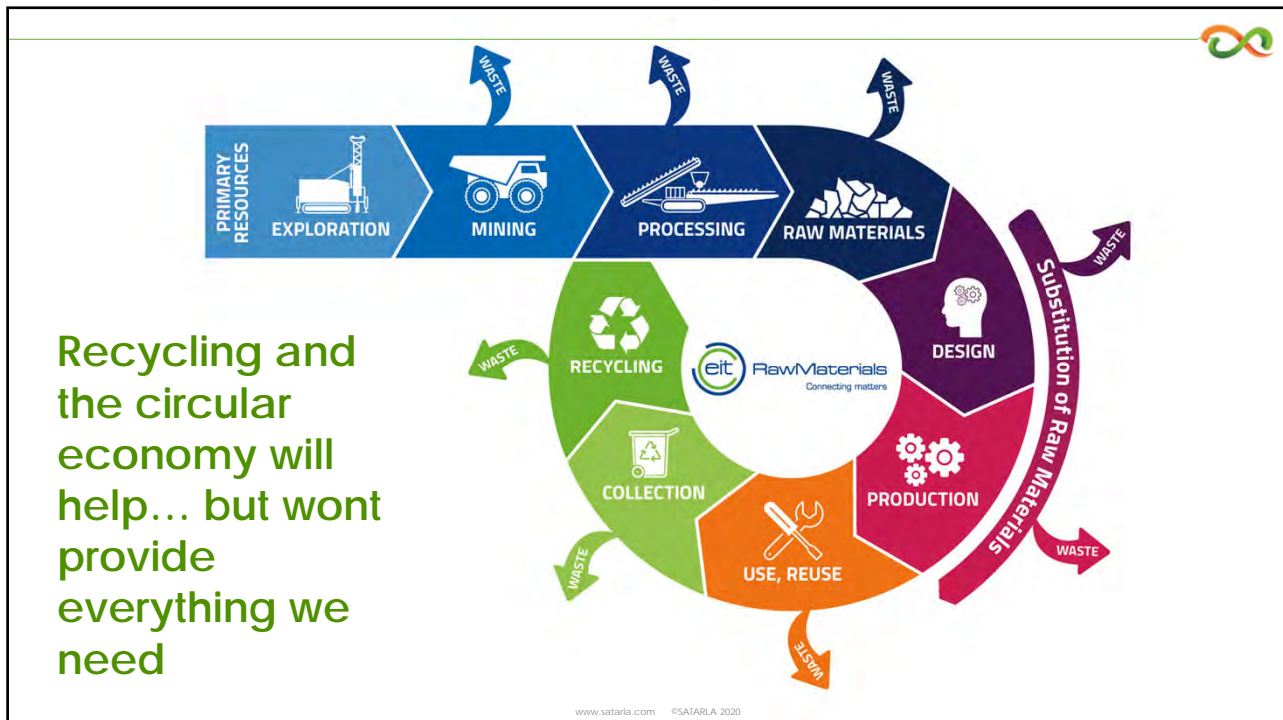 WASTE
WASTE
WASTE
PRIMARY
RESOURCES
EXPLORATION
MINING
PROCESSING
RAW MATERIALS
WASTE
Substitution of Raw Materials
DESIGN
WASTE
RECYCLING
eit RawMaterials
Connecting matters
Recycling and
the circular
economy will
help... but wont
provide
everything we
need
COLLECTION
PRODUCTION
WASTE
WASTE
USE, REUSE
WASTE
www.satarla.com ©SATARLA 2020